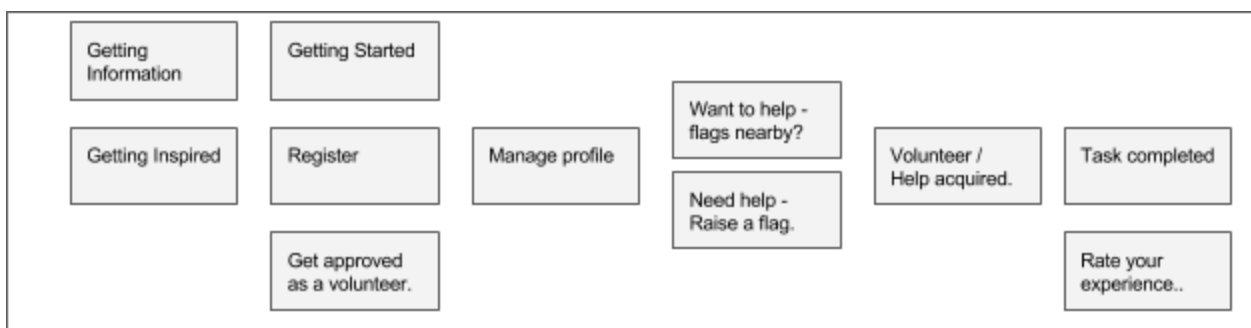 Getting
Information
Getting Inspired
Getting Started
Register
Get approved
as a volunteer.
Manage profile
Want to help -
flags nearby?
Need help -
Raise a flag.
Volunteer /
Help acquired.
Task completed
Rate your
experience..